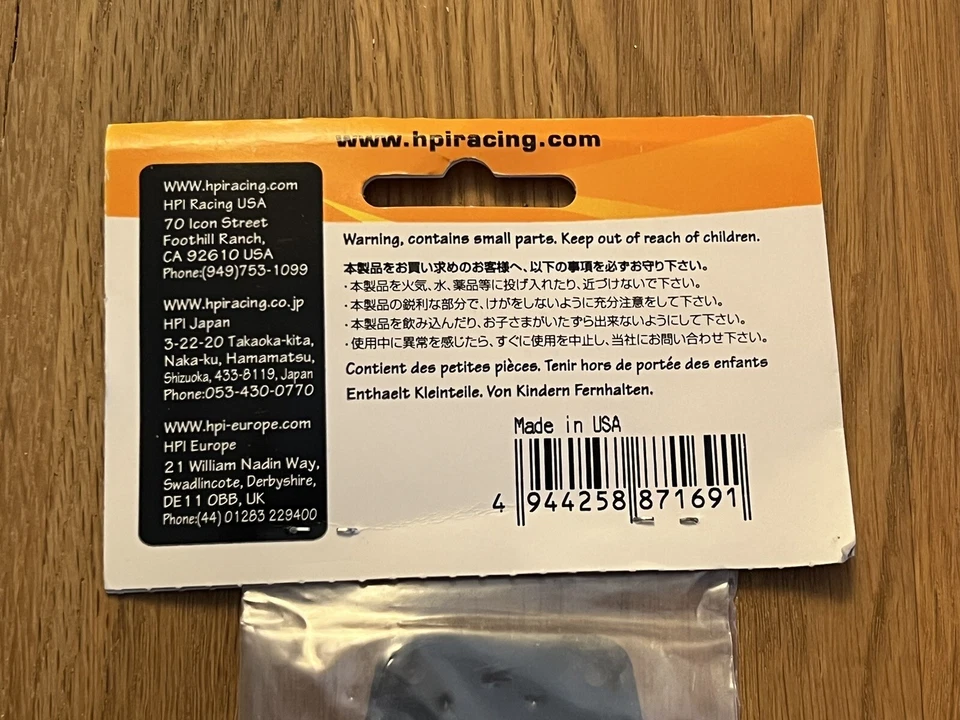 www.hpiracing.com
WWW.hpiracing.com
HPI Racing USA
70 Icon Street
Foothill Ranch,
CA 92610 USA
Phone:(949)753-1099
www.hpiracing.co.jp
HPI Japan
3-22-20 Takaoka-kita,
Naka-ku, Hamamatsu,
Shizuoka, 433-8119, Japan
Phone:053-430-0770
www.hpi-europe.com
HPI Europe
21 William Nadin Way,
Swadlincote, Derbyshire,
DE11 0BB, UK
Phone:(44) 01283 229400
Warning, contains small parts. Keep out of reach of children.
本製品をお買い求めのお客様へ、以下の事項を必ずお守り下さい。
・本製品を火気、水、薬品等に投げ入れたり、近づけないで下さい。
・本製品の鋭利な部分で、けがをしないように充分注意をして下さい。
・本製品を飲み込んだり、お子さまがいたずら出来ないようにして下さい。
・使用中に異常を感じたら、すぐに使用を中止し、当社にお問い合わせ下さい。
Contient des petites pièces. Tenir hors de portée des enfants
Enthaelt Kleinteile. Von Kindern Fernhalten.
Made in USA
4 944258 871691